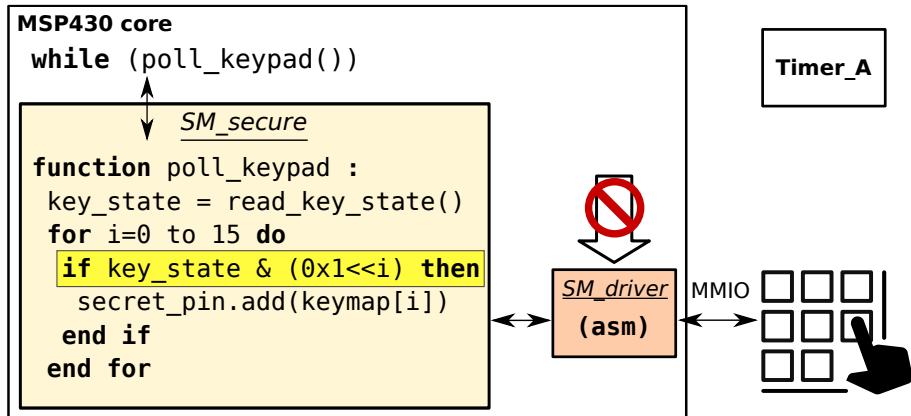 MSP430 core
while (poll_keypad())
Timer_A
SM_secure
function poll_keypad :
key_state = read_key_state()
for i=0 to 15 do
if key_state & (0x1<<i) then
secret_pin.add(keymap[i])
end if
end for
SM_driver
(asm)
MMIO